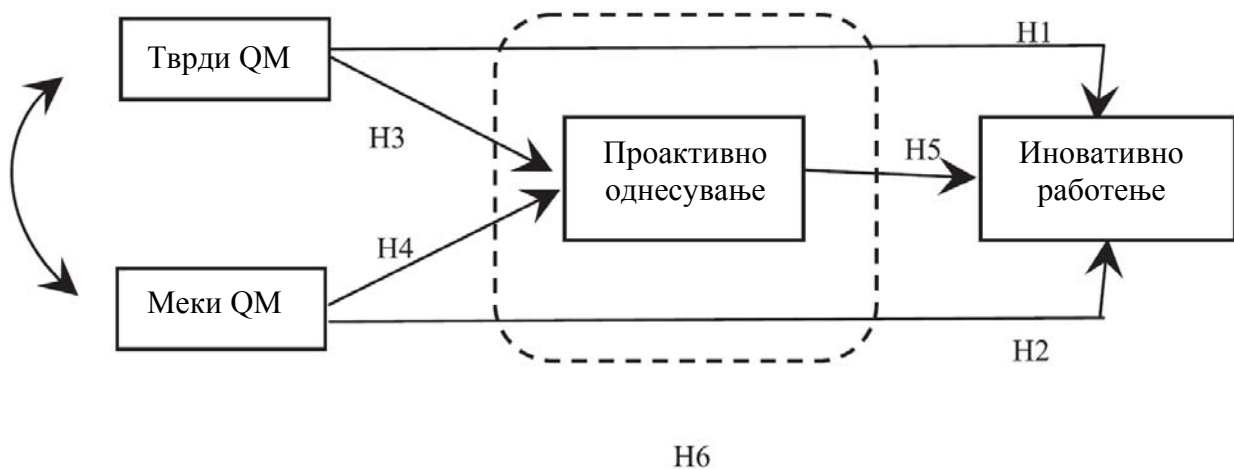 Тврди QM
H1
H3
Проактивно
однесување
H5
Иновативно
работење
H4
Меки QM
H2
H6